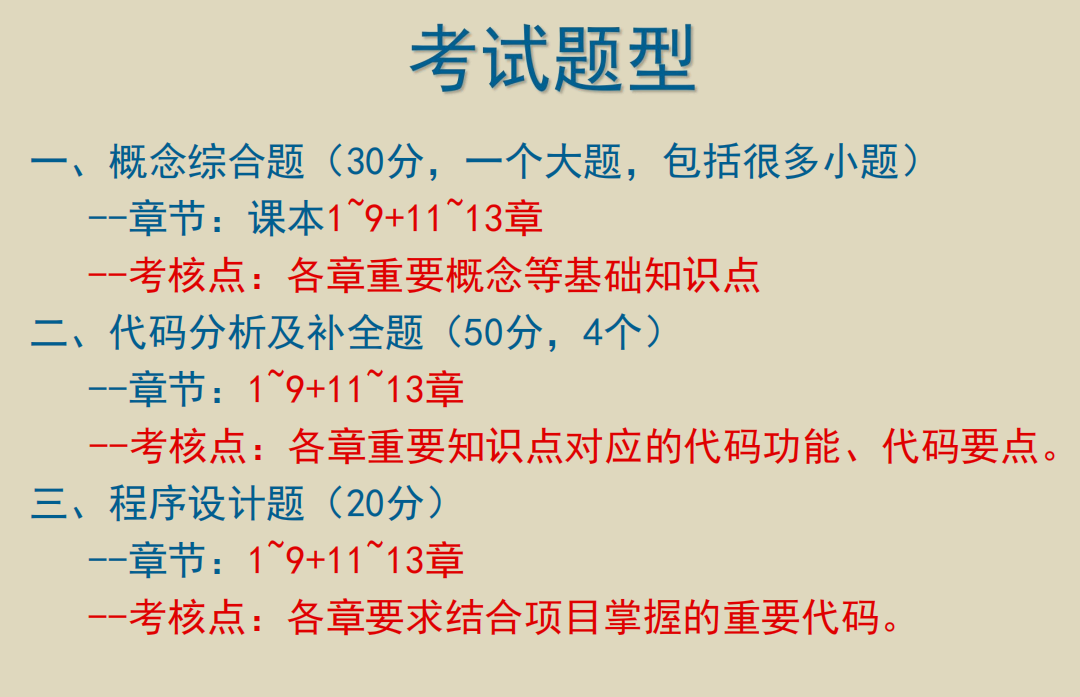 考试题型
一、概念综合题（30分，一个大题，包括很多小题）
--章节：课本1~9+11~13章
--考核点：各章重要概念等基础知识点
二、代码分析及补全题（50分，4个）
--章节：1~9+11~13章
--考核点：各章重要知识点对应的代码功能、代码要点。
三、程序设计题（20分）
--章节：1~9+11~13章
--考核点：各章要求结合项目掌握的重要代码。